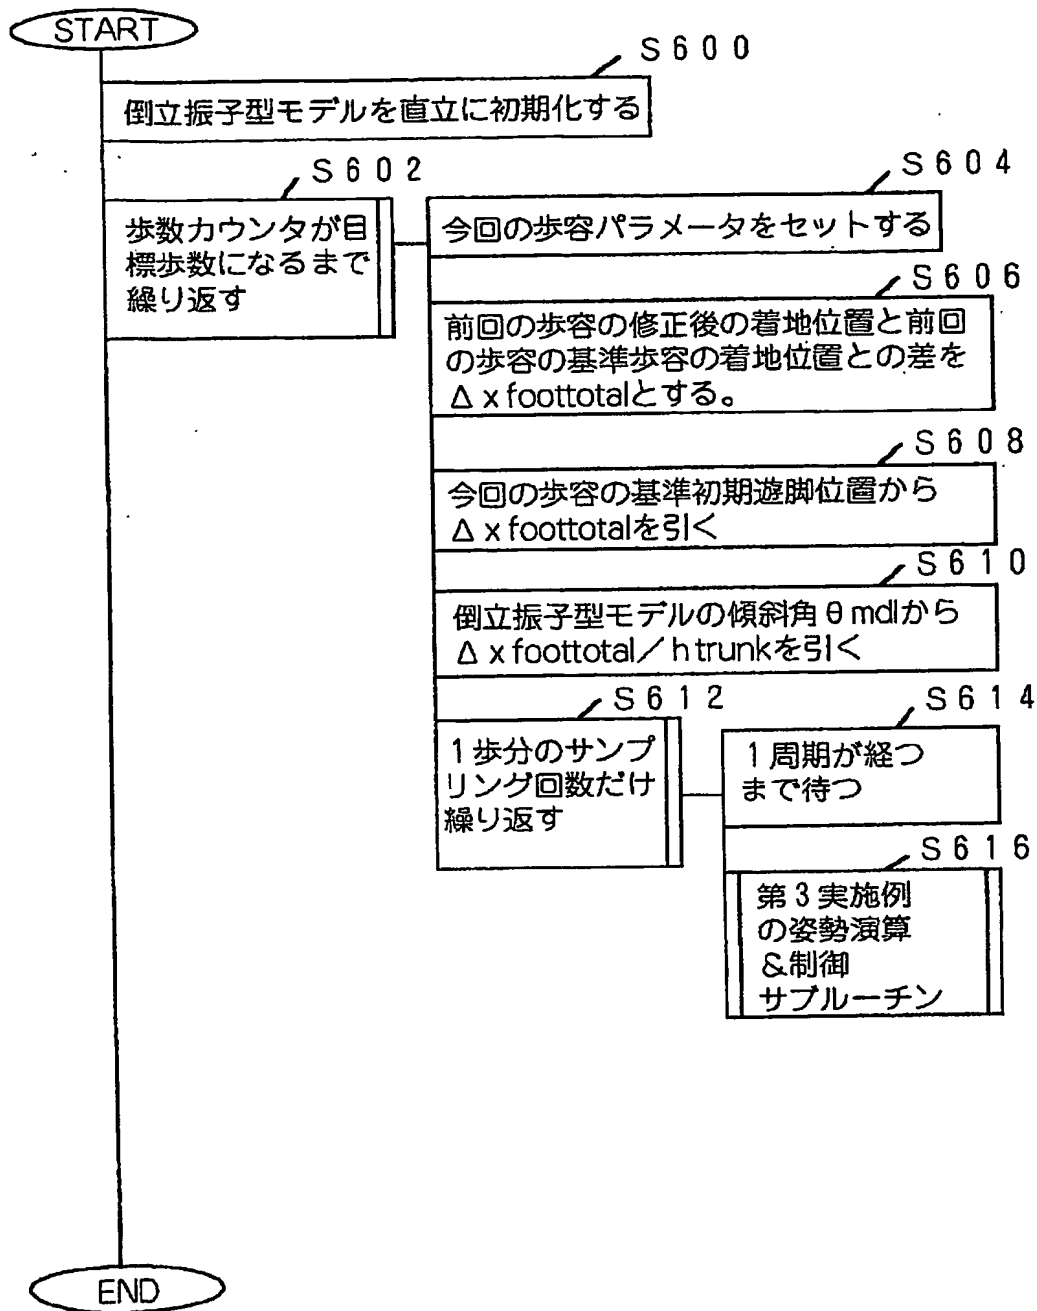 START
S600
倒立振子型モデルを直立に初期化する
S602
歩数カウンタが目
標歩数になるまで
繰り返す
S604
今回の歩容パラメータをセットする
S606
前回の歩容の修正後の着地位置と前回
の歩容の基準歩容の着地位置との差を
Δx foottotalとする。
S608
今回の歩容の基準初期遊脚位置から
Δx foottotalを引く
S610
倒立振子型モデルの傾斜角θmdlから
Δx foottotal/h trunkを引く
S612
1歩分のサンプ
リング回数だけ
繰り返す
S614
1周期が経つ
まで待つ
S616
第3実施例
の姿勢演算
&制御
サブルーチン
END